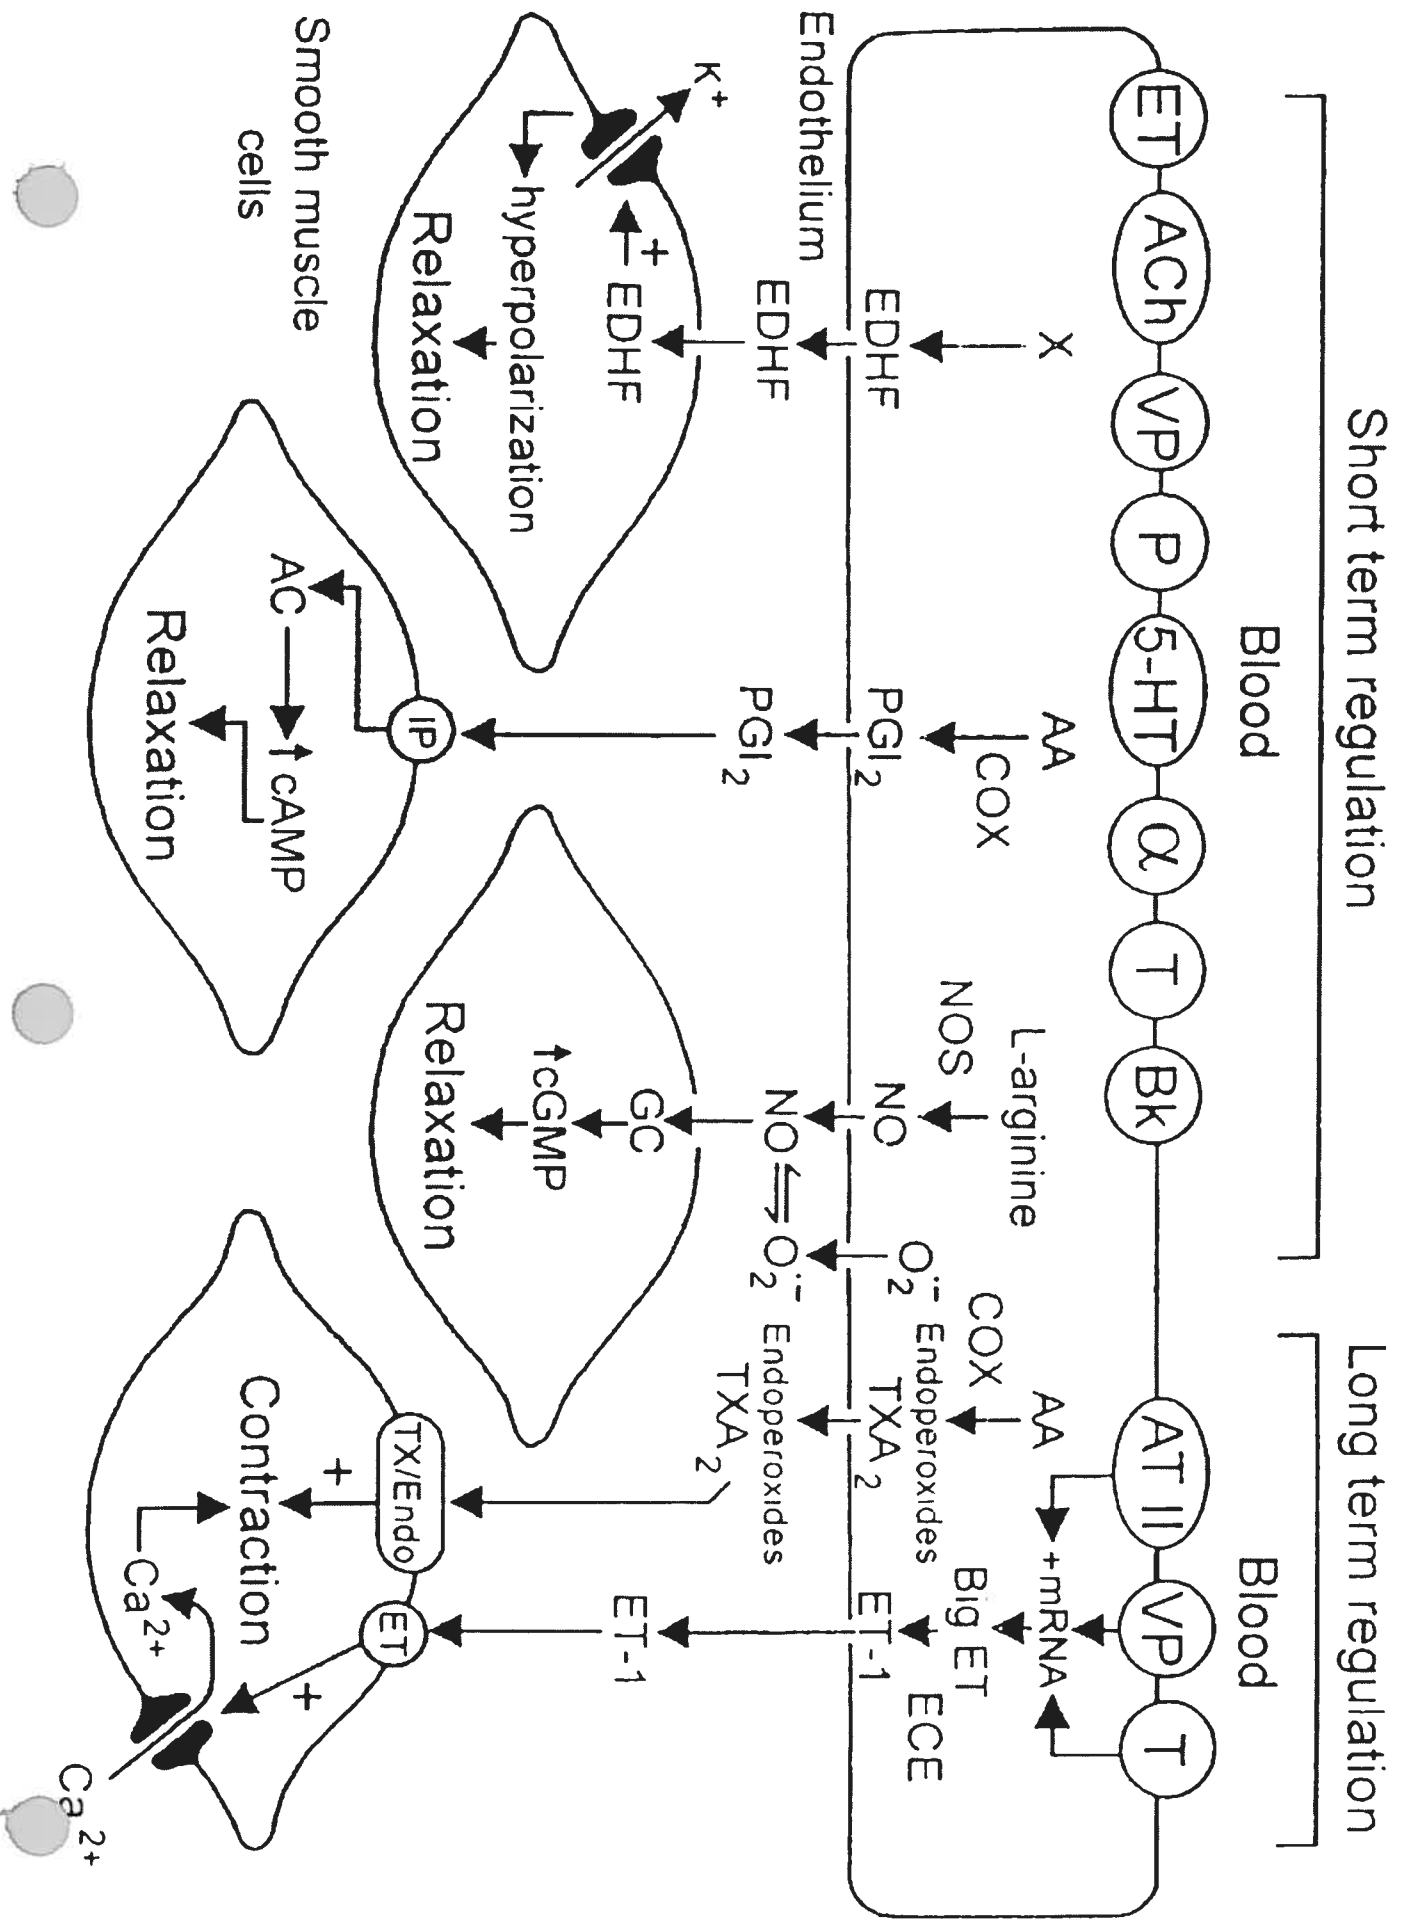 Short term regulation
Long term regulation
Blood
Blood
ET
ACh
VP
P
5-HT
α
T
Bk
AT II
VP
T
X
AA
L-arginine
AA
+mRNA
COX
NOS
COX
Big ET
ECE
EDHF
PGI2
NO
O2·−
Endoperoxides
TXA2
ET-1
Endothelium
EDHF
PGI2
NO ⇌ O2·−
Endoperoxides
TXA2
ET-1
K+
+
EDHF
hyperpolarization
Relaxation
IP
AC → ↑cAMP
Relaxation
GC
↑cGMP
Relaxation
TX/Endo
ET
+
+
Contraction
Ca2+
Ca2+
Smooth muscle
cells